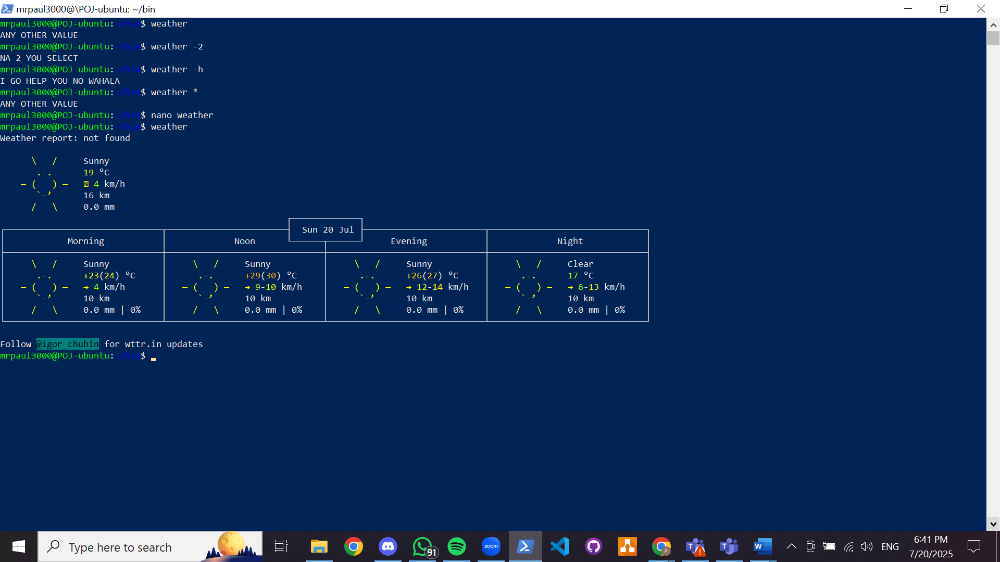 mrpaul3000@\POJ-ubuntu: ~/bin
mrpaul3000@POJ-ubuntu:~/bin$ weather
ANY OTHER VALUE
mrpaul3000@POJ-ubuntu:~/bin$ weather -2
NA 2 YOU SELECT
mrpaul3000@POJ-ubuntu:~/bin$ weather -h
I GO HELP YOU NO WAHALA
mrpaul3000@POJ-ubuntu:~/bin$ weather *
ANY OTHER VALUE
mrpaul3000@POJ-ubuntu:~/bin$ nano weather
mrpaul3000@POJ-ubuntu:~/bin$ weather
Weather report: not found
Sunny
19 °C
4 km/h
16 km
0.0 mm
Sun 20 Jul
Morning Noon Evening Night
Sunny Sunny Sunny Clear
+23(24) °C +29(30) °C +26(27) °C 17 °C
→ 4 km/h → 9-10 km/h → 12-14 km/h → 6-13 km/h
10 km 10 km 10 km 10 km
0.0 mm | 0% 0.0 mm | 0% 0.0 mm | 0% 0.0 mm | 0%
Follow @igor_chubin for wttr.in updates
mrpaul3000@POJ-ubuntu:~/bin$
Type here to search
91
zoom
P
ENG
6:41 PM
7/20/2025